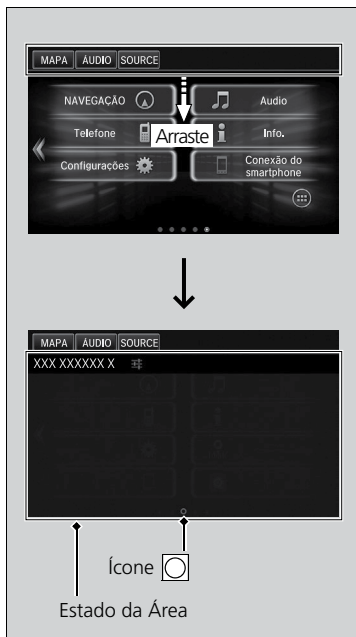 MAPA ÁUDIO SOURCE
NAVEGAÇÃO Audio
Telefone Arraste Info.
Configurações Conexão do
smartphone
MAPA ÁUDIO SOURCE
XXX XXXXXX X
Ícone
Estado da Área